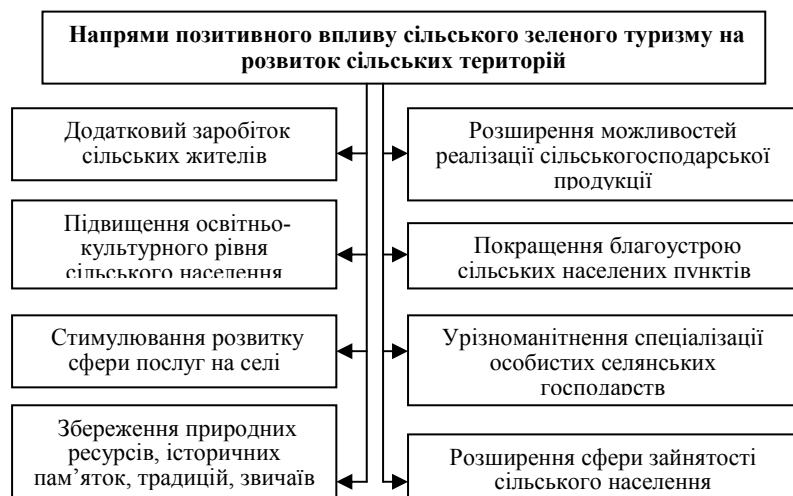 Напрями позитивного впливу сільського зеленого туризму на
розвиток сільських територій
Додатковий заробіток
сільських жителів
Розширення можливостей
реалізації сільськогосподарської
продукції
Підвищення освітньо-
культурного рівня
сільського населення
Покращення благоустрою
сільських населених пунктів
Стимулювання розвитку
сфери послуг на селі
Урізноманітнення спеціалізації
особистих селянських
господарств
Збереження природних
ресурсів, історичних
пам’яток, традицій, звичаїв
Розширення сфери зайнятості
сільського населення